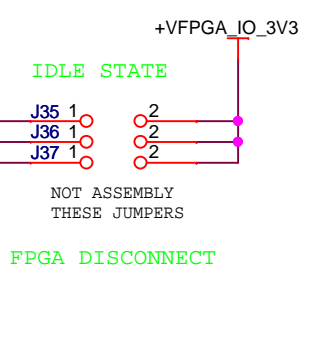 +VFPGA_IO_3V3
IDLE STATE
J35 1 2
J36 1 2
J37 1 2
NOT ASSEMBLY
THESE JUMPERS
FPGA DISCONNECT